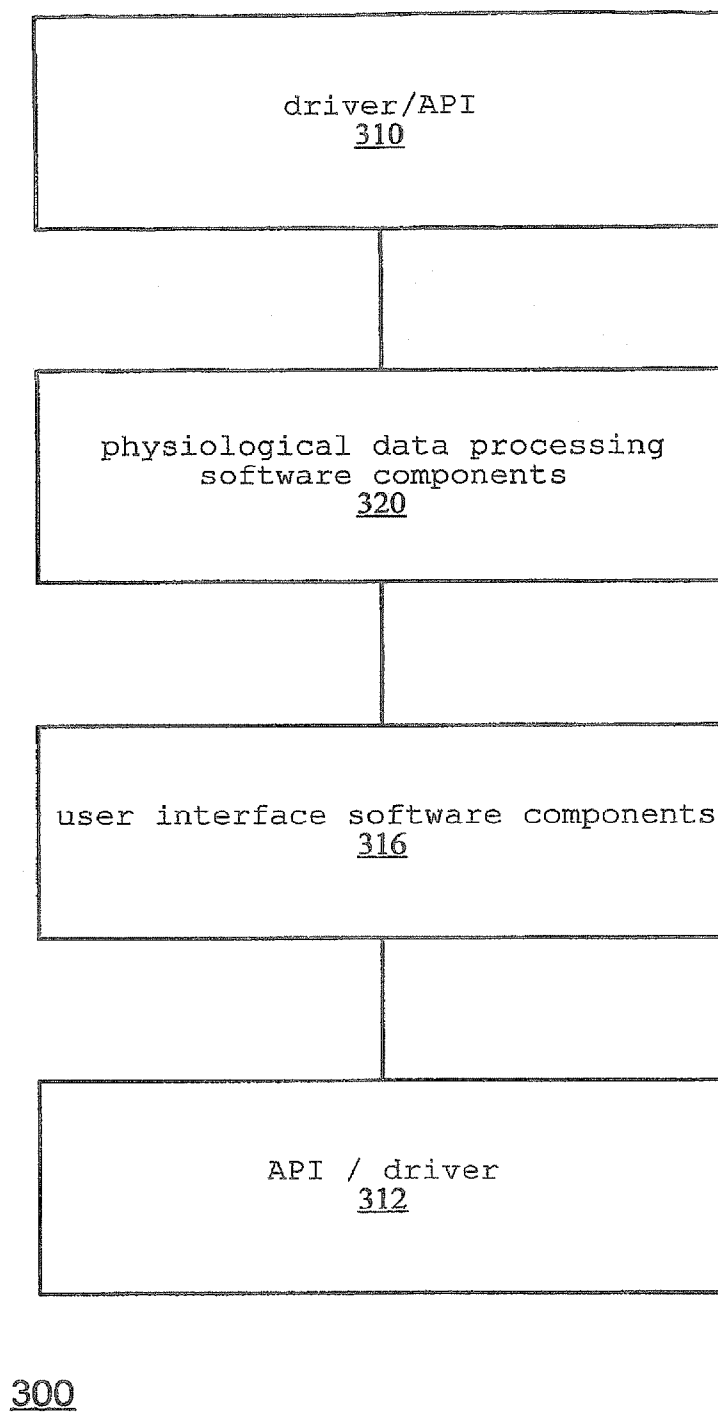 driver/API
310
physiological data processing
software components
320
user interface software components
316
API / driver
312
300